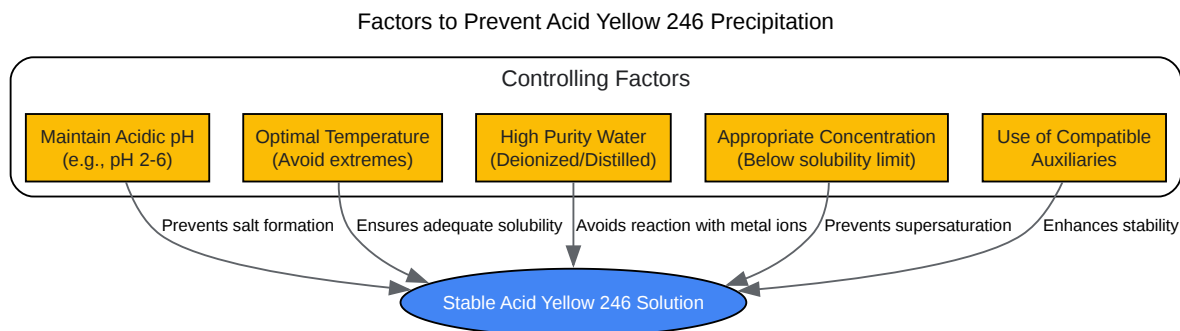 Factors to Prevent Acid Yellow 246 Precipitation
Controlling Factors
Maintain Acidic pH
(e.g., pH 2-6)
Optimal Temperature
(Avoid extremes)
High Purity Water
(Deionized/Distilled)
Appropriate Concentration
(Below solubility limit)
Use of Compatible
Auxiliaries
Prevents salt formation
Ensures adequate solubility
Avoids reaction with metal ions
Prevents supersaturation
Enhances stability
Stable Acid Yellow 246 Solution